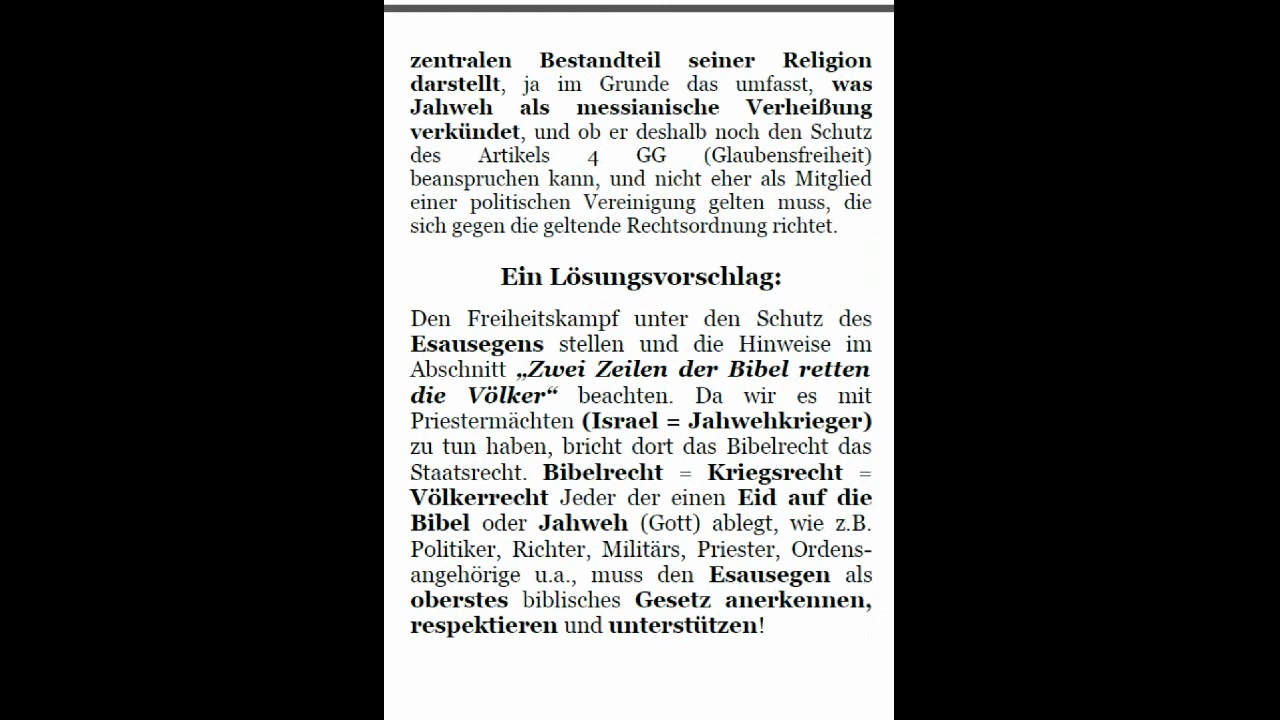 zentralen Bestandteil seiner Religion
darstellt, ja im Grunde das umfasst, was
Jahweh als messianische Verheißung
verkündet, und ob er deshalb noch den Schutz
des Artikels 4 GG (Glaubensfreiheit)
beanspruchen kann, und nicht eher als Mitglied
einer politischen Vereinigung gelten muss, die
sich gegen die geltende Rechtsordnung richtet.
Ein Lösungsvorschlag:
Den Freiheitskampf unter den Schutz des
Esausegens stellen und die Hinweise im
Abschnitt „Zwei Zeilen der Bibel retten
die Völker“ beachten. Da wir es mit
Priestermächten (Israel = Jahwehkrieger)
zu tun haben, bricht dort das Bibelrecht das
Staatsrecht. Bibelrecht = Kriegsrecht =
Völkerrecht Jeder der einen Eid auf die
Bibel oder Jahweh (Gott) ablegt, wie z.B.
Politiker, Richter, Militärs, Priester, Ordens-
angehörige u.a., muss den Esausegen als
oberstes biblisches Gesetz anerkennen,
respektieren und unterstützen!